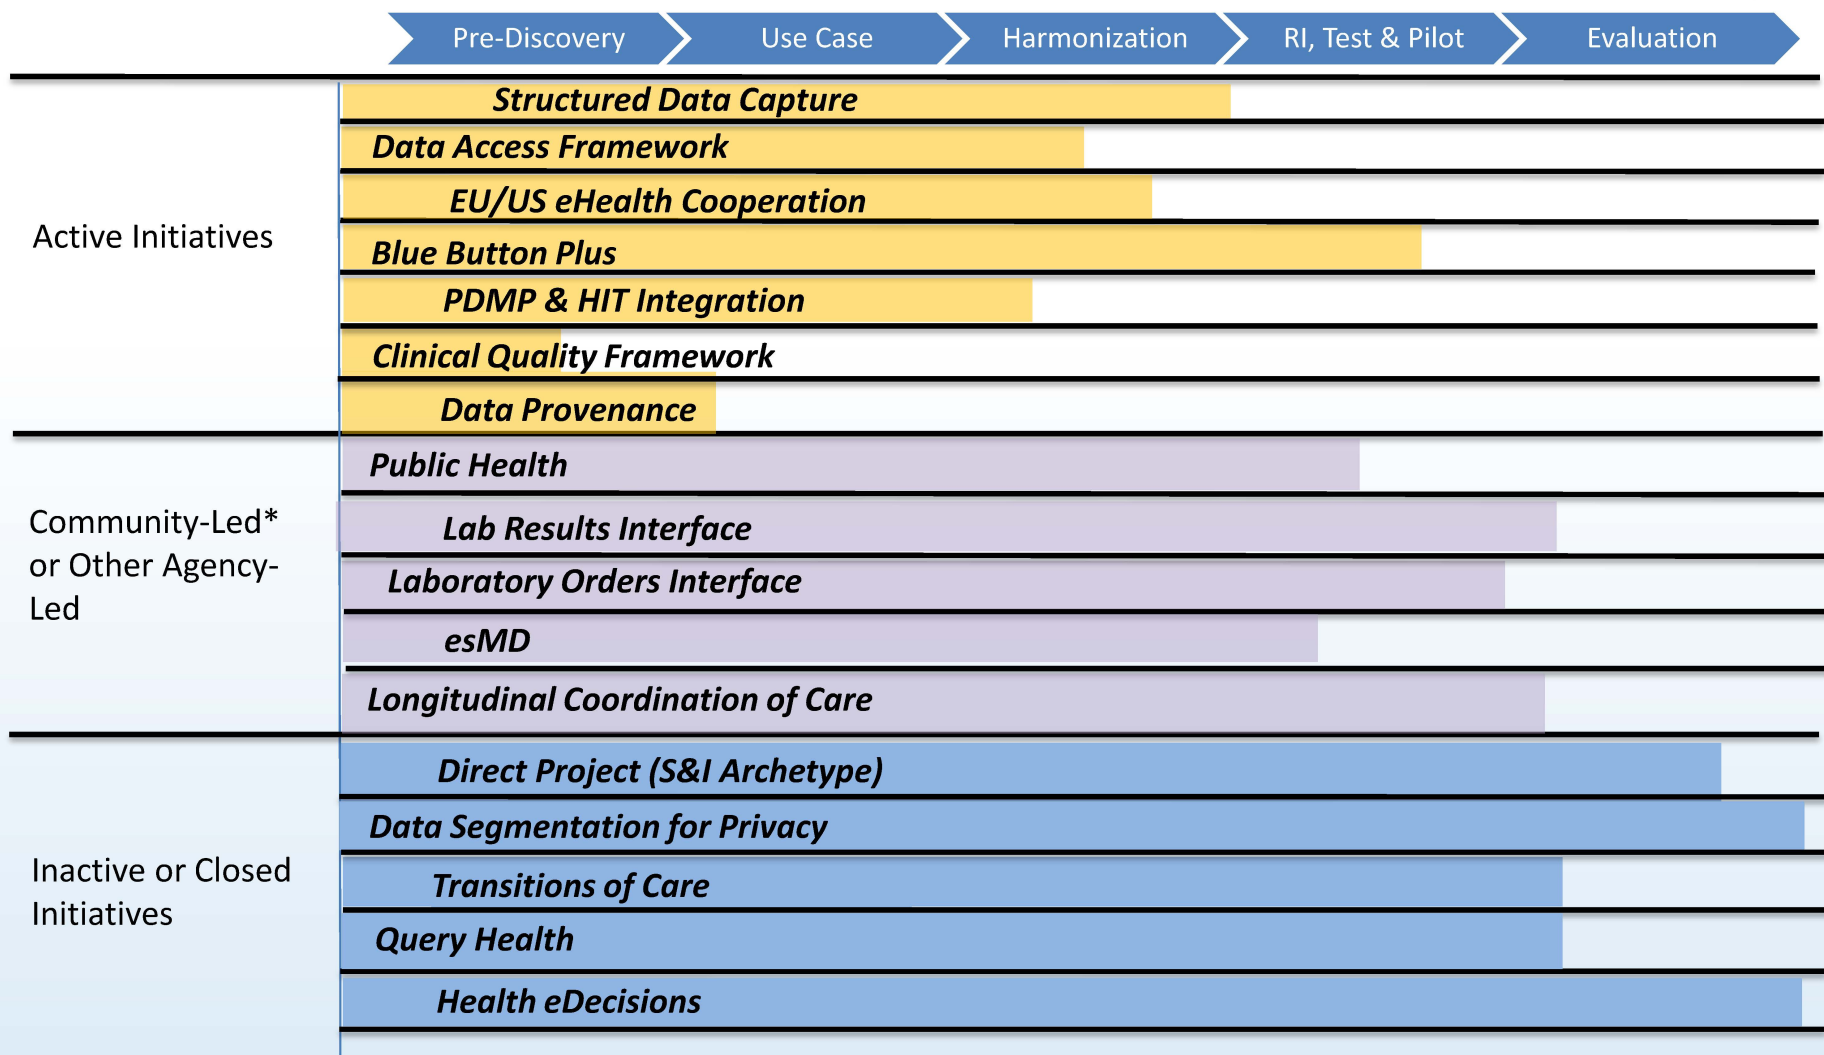 Pre-Discovery
Use Case
Harmonization
RI, Test & Pilot
Evaluation
Active Initiatives
Structured Data Capture
Data Access Framework
EU/US eHealth Cooperation
Blue Button Plus
PDMP & HIT Integration
Clinical Quality Framework
Data Provenance
Community-Led*
or Other Agency-
Led
Public Health
Lab Results Interface
Laboratory Orders Interface
esMD
Longitudinal Coordination of Care
Inactive or Closed
Initiatives
Direct Project (S&I Archetype)
Data Segmentation for Privacy
Transitions of Care
Query Health
Health eDecisions